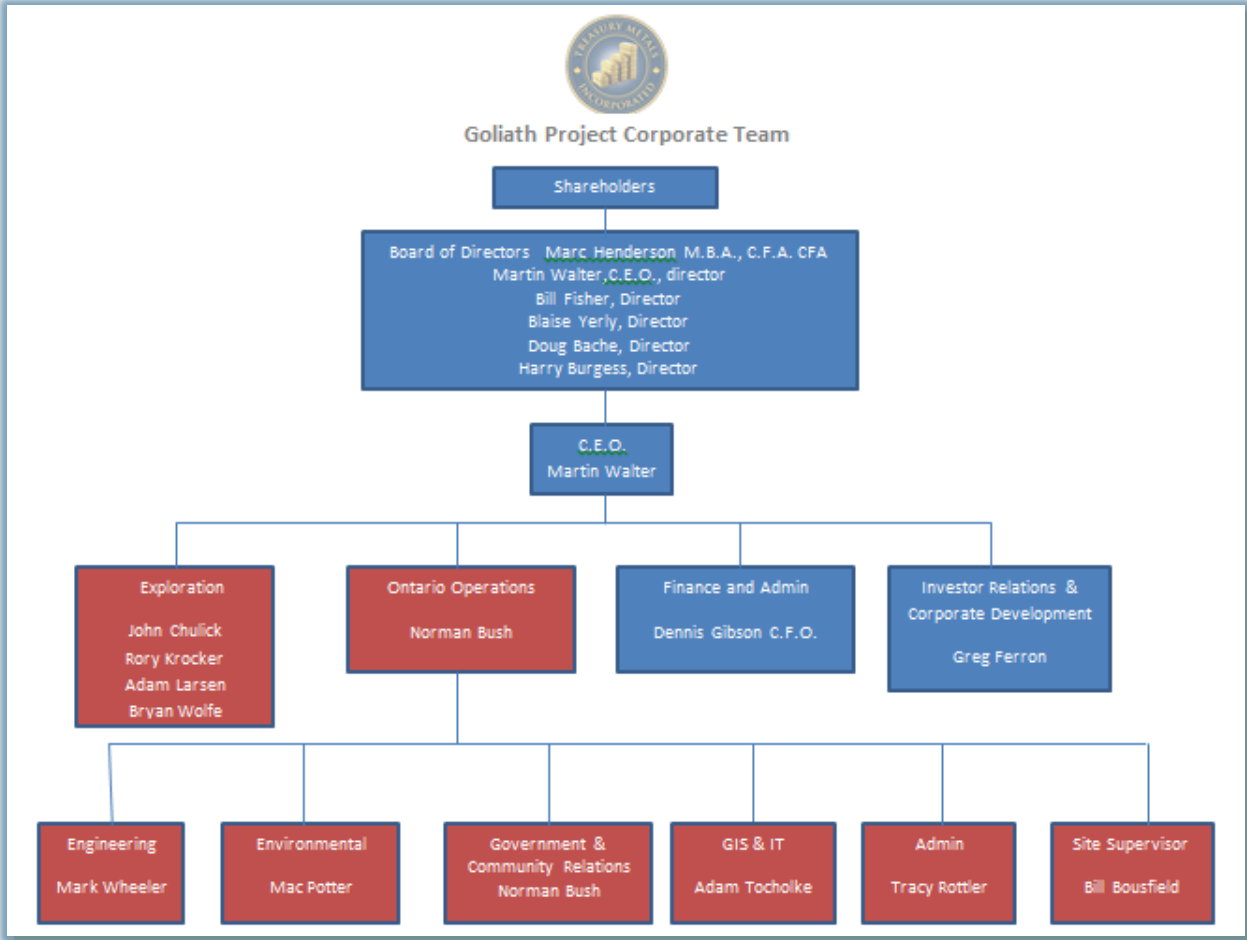 TREASURY METALS
INCORPORATED
Goliath Project Corporate Team
Shareholders
Board of Directors Marc Henderson M.B.A., C.F.A. CFA
Martin Walter,C.E.O., director
Bill Fisher, Director
Blaise Yerly, Director
Doug Bache, Director
Harry Burgess, Director
C.E.O.
Martin Walter
Exploration
John Chulick
Rory Krocker
Adam Larsen
Bryan Wolfe
Ontario Operations
Norman Bush
Finance and Admin
Dennis Gibson C.F.O.
Investor Relations &
Corporate Development
Greg Ferron
Engineering
Mark Wheeler
Environmental
Mac Potter
Government &
Community Relations
Norman Bush
GIS & IT
Adam Tocholke
Admin
Tracy Rottler
Site Supervisor
Bill Bousfield